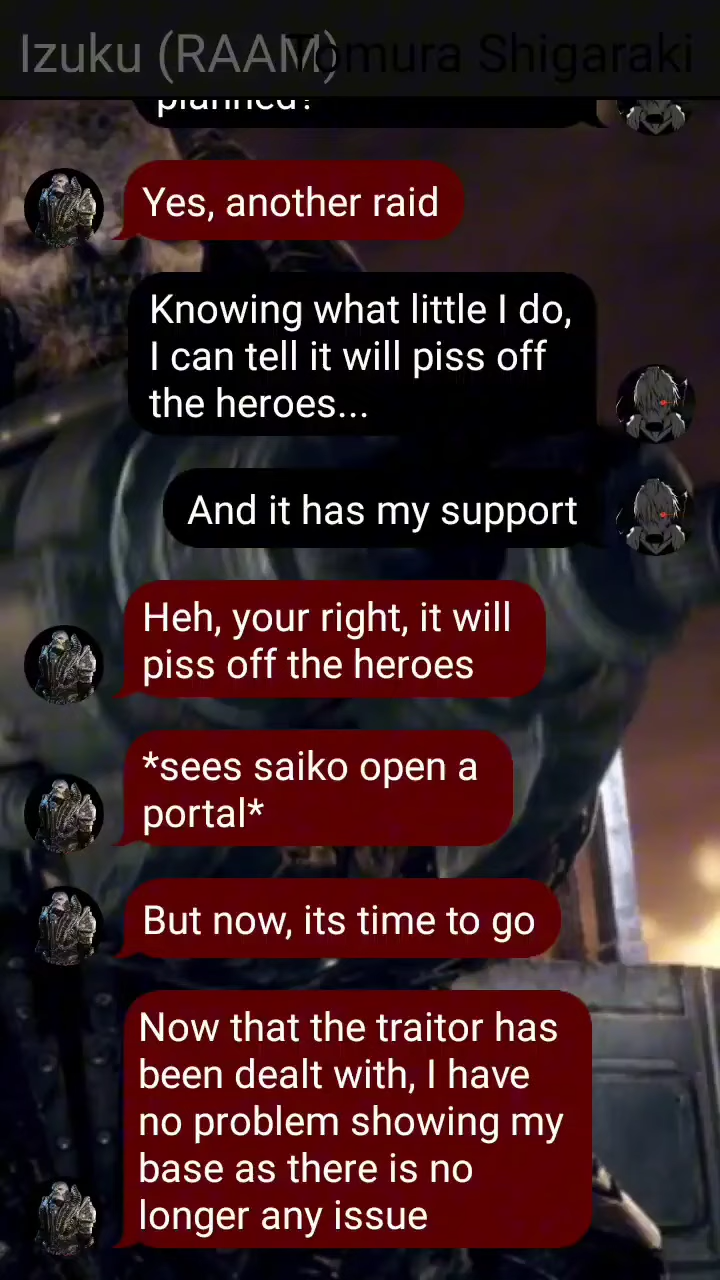 Izuku (RAAM)
Tomura Shigaraki
planned?
Yes, another raid
Knowing what little I do,
I can tell it will piss off
the heroes...
And it has my support
Heh, your right, it will
piss off the heroes
*sees saiko open a
portal*
But now, its time to go
Now that the traitor has
been dealt with, I have
no problem showing my
base as there is no
longer any issue